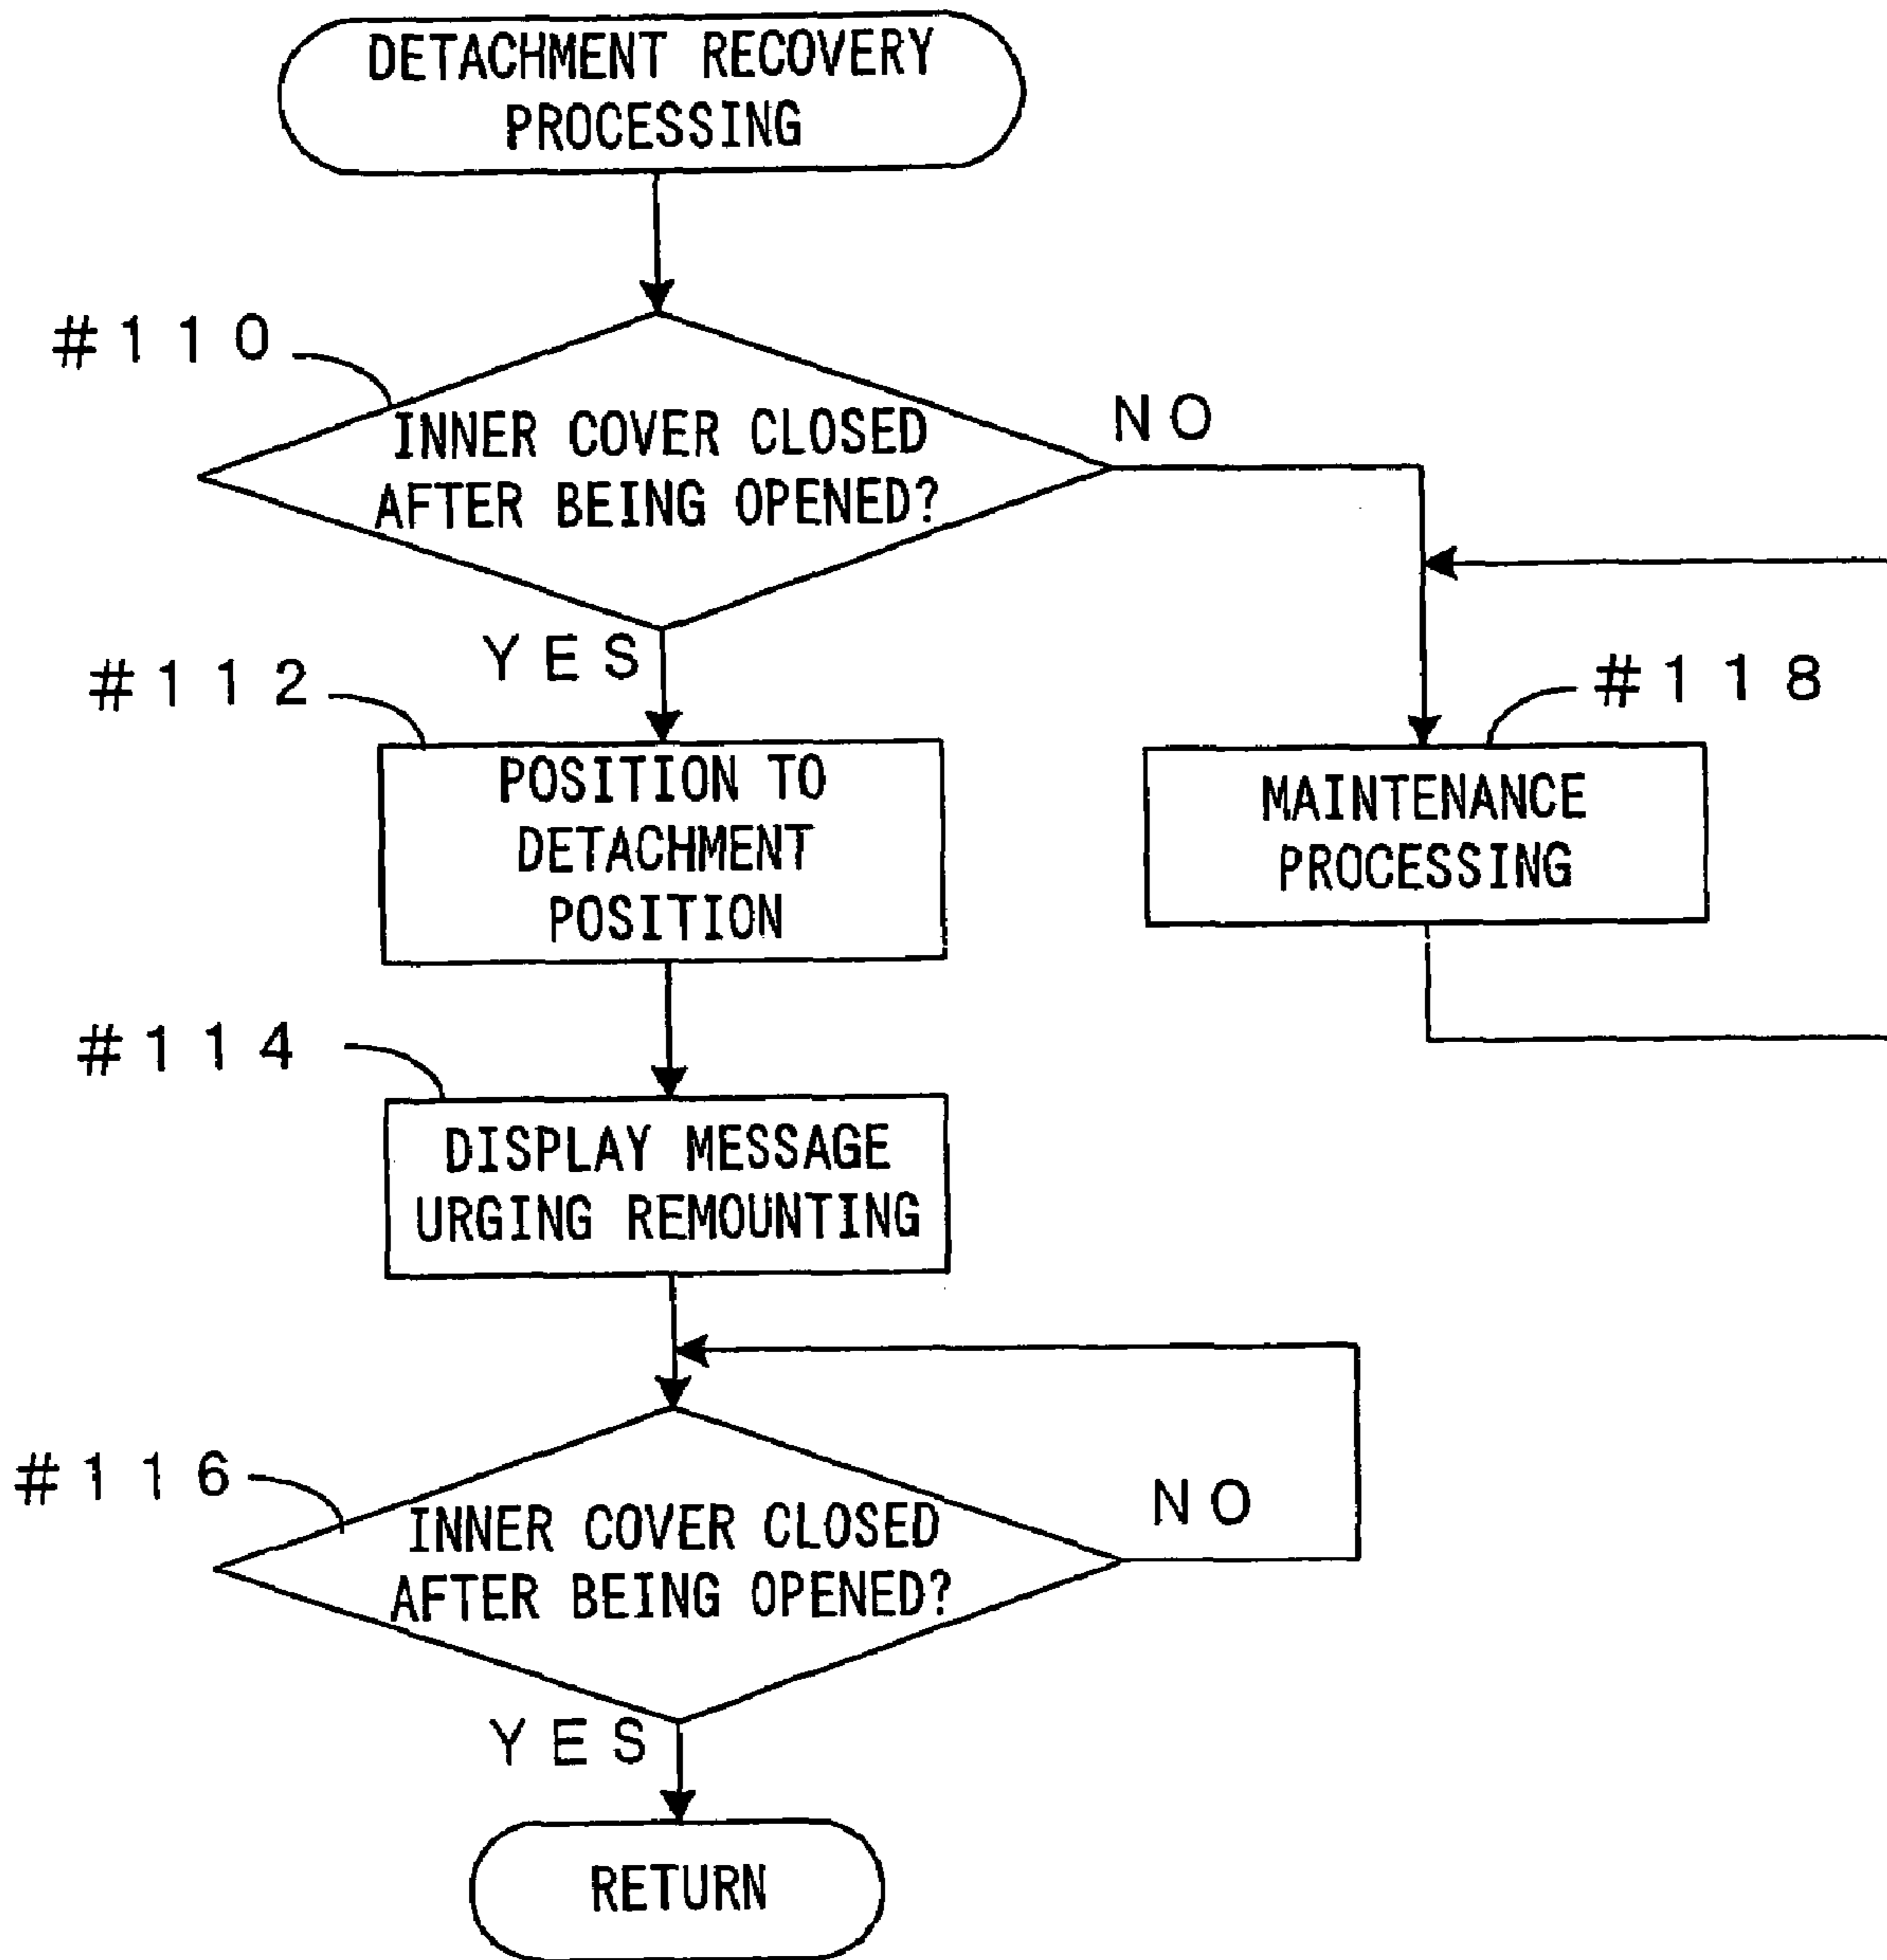 DETACHMENT RECOVERY
PROCESSING
#110
INNER COVER CLOSED
AFTER BEING OPENED?
NO
YES
#112
POSITION TO
DETACHMENT
POSITION
#118
MAINTENANCE
PROCESSING
#114
DISPLAY MESSAGE
URGING REMOUNTING
#116
INNER COVER CLOSED
AFTER BEING OPENED?
NO
YES
RETURN